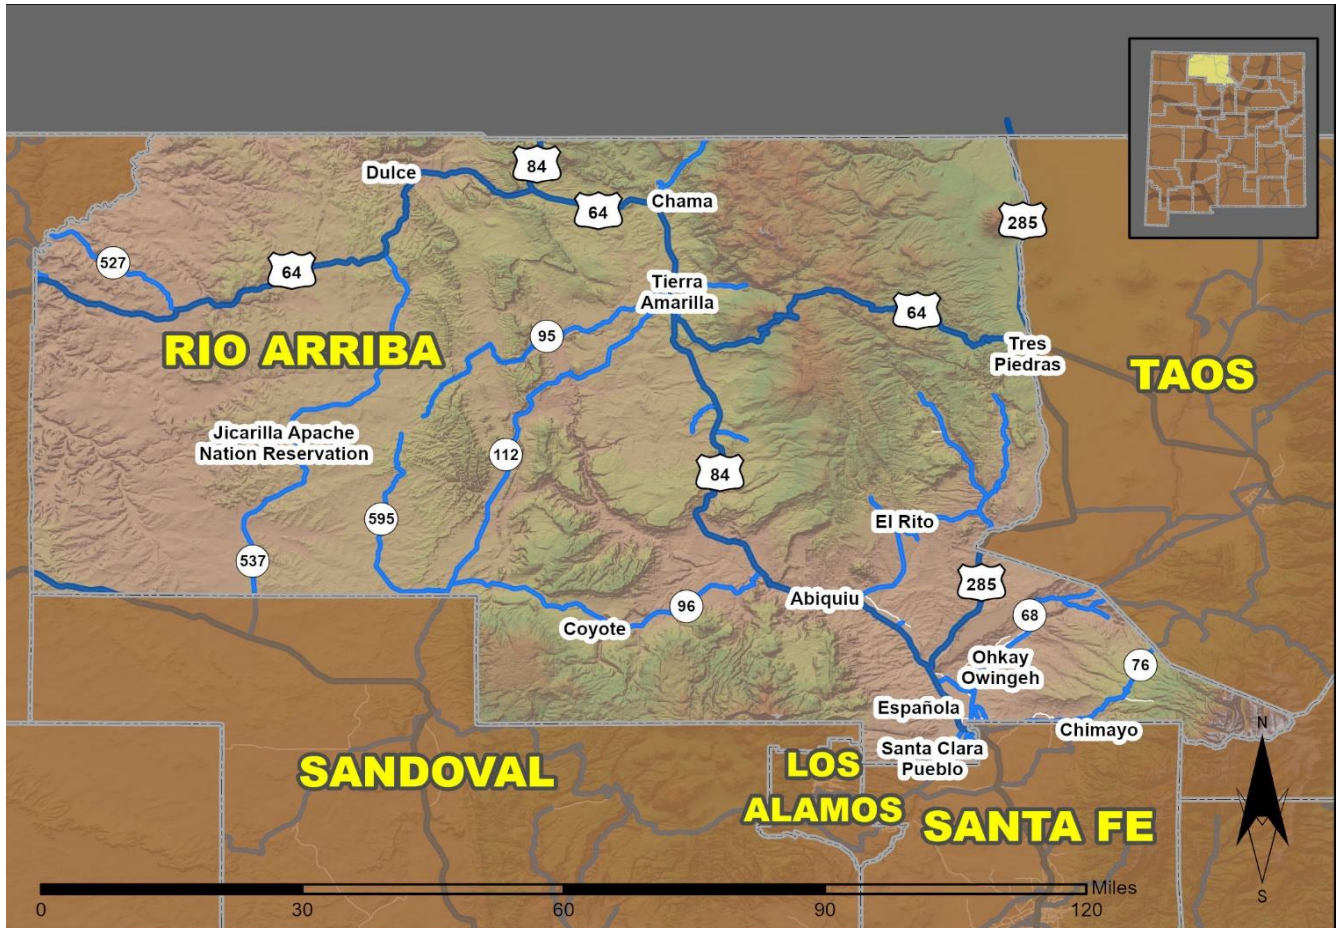 84
Dulce
Chama
64
285
527
64
Tierra
Amarilla
64
95
RIO ARRIBA
Tres
Piedras
TAOS
Jicarilla Apache
Nation Reservation
112
84
595
El Rito
537
285
Abiquiu
96
68
Coyote
Ohkay
Owingeh
76
Española
Chimayo
N
Santa Clara
Pueblo
SANDOVAL
LOS
ALAMOS
SANTA FE
Miles
S
0 30 60 90 120